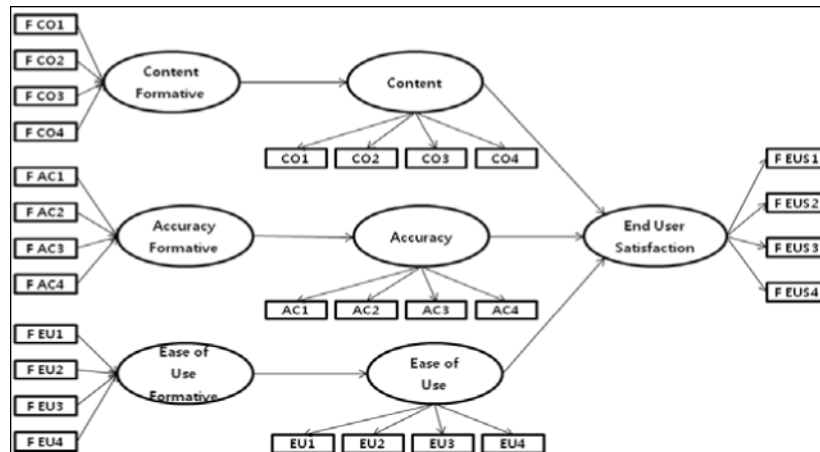 F CO1
F CO2
F CO3
F CO4
Content
Formative
Content
CO1
CO2
CO3
CO4
F AC1
F AC2
F AC3
F AC4
Accuracy
Formative
Accuracy
AC1
AC2
AC3
AC4
F EU1
F EU2
F EU3
F EU4
Ease of
Use
Formative
Ease of
Use
EU1
EU2
EU3
EU4
End User
Satisfaction
F EUS1
F EUS2
F EUS3
F EUS4